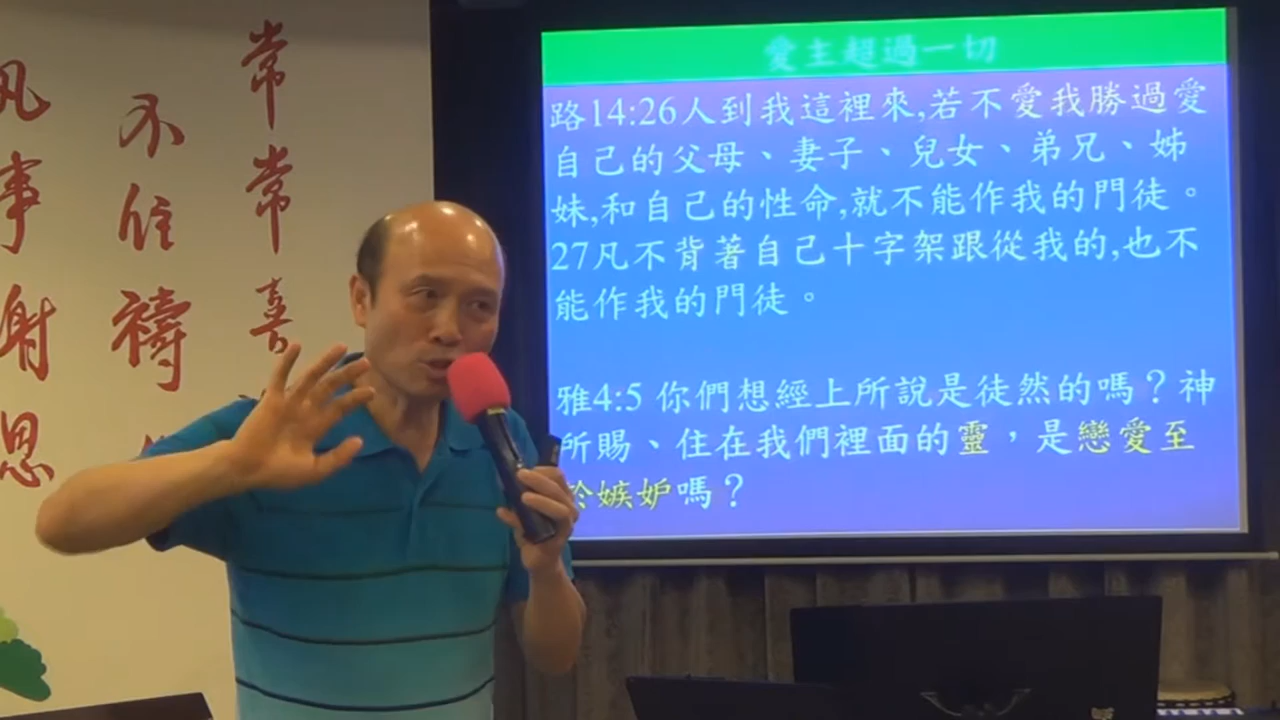 常常喜
不住禱
凡事謝恩
愛主超過一切
路14:26人到我這裡來,若不愛我勝過愛
自己的父母、妻子、兒女、弟兄、姊
妹,和自己的性命,就不能作我的門徒。
27凡不背著自己十字架跟從我的,也不
能作我的門徒。
雅4:5 你們想經上所說是徒然的嗎？神
所賜、住在我們裡面的靈，是戀愛至
於嫉妒嗎？